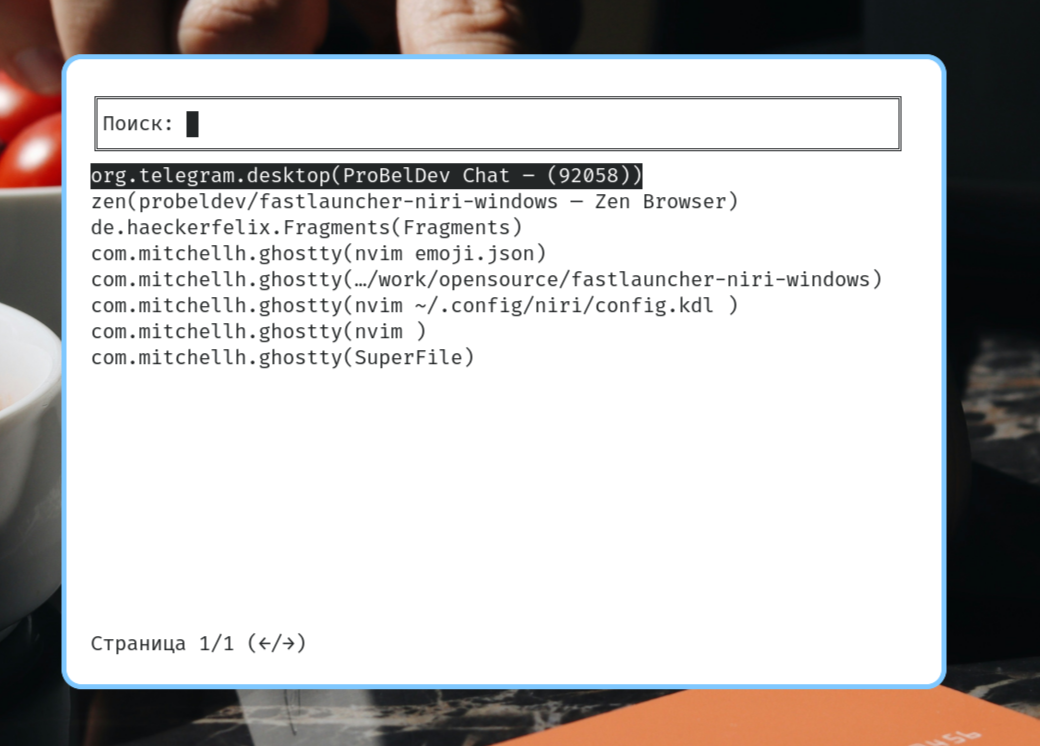 Поиск:
org.telegram.desktop(ProBelDev Chat – (92058))
zen(probeldev/fastlauncher-niri-windows — Zen Browser)
de.haeckerfelix.Fragments(Fragments)
com.mitchellh.ghostty(nvim emoji.json)
com.mitchellh.ghostty(…/work/opensource/fastlauncher-niri-windows)
com.mitchellh.ghostty(nvim ~/.config/niri/config.kdl )
com.mitchellh.ghostty(nvim )
com.mitchellh.ghostty(SuperFile)
Страница 1/1 (←/→)